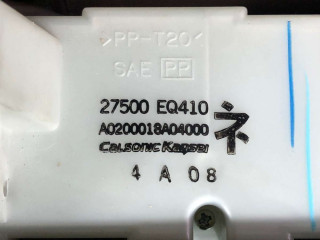 >PP-T20<
SAE PP
27500 EQ410
A0200018A04000 ネ
Calsonic Kansei
4 A 08